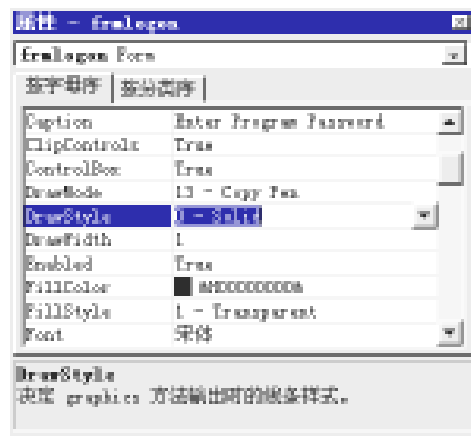 属性 - frmlogon
frmlogon Form
按字母序 按分类序
Caption Enter Program Password
ClipControls True
ControlBox True
DrawMode 13 - Copy Pen
DrawStyle 0 - Solid
DrawWidth 1
Enabled True
FillColor &H00000000&
FillStyle 1 - Transparent
Font 宋体
DrawStyle
决定 graphics 方法输出时的线条样式。